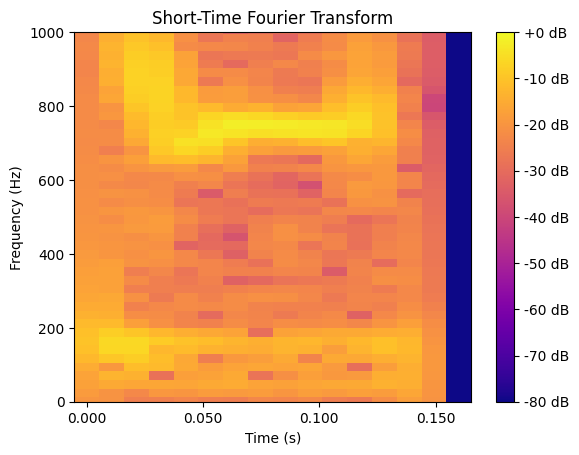 Short-Time Fourier Transform
1000
800
600
400
200
0
Frequency (Hz)
0.000
0.050
0.100
0.150
Time (s)
+0 dB
-10 dB
-20 dB
-30 dB
-40 dB
-50 dB
-60 dB
-70 dB
-80 dB